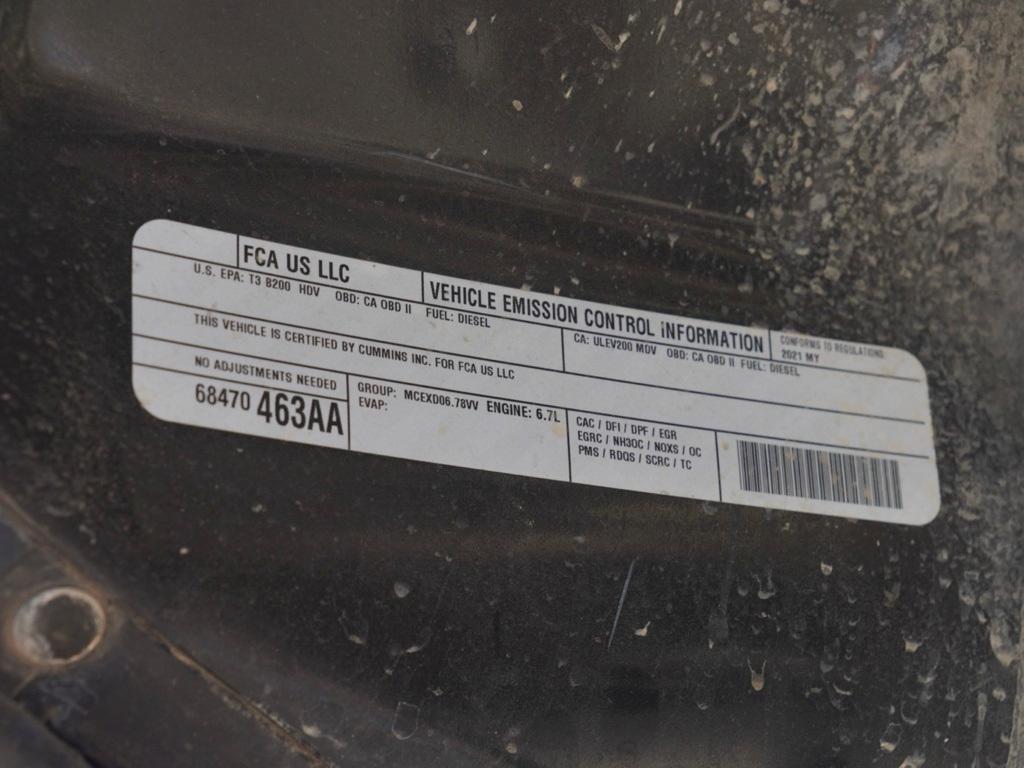 FCA US LLC
VEHICLE EMISSION CONTROL iNFORMATION
CONFORMS TO REGULATIONS:
2021 MY
U.S. EPA: T3 B200 HDV OBD: CA OBD II FUEL: DIESEL
CA: ULEV200 MDV OBD: CA OBD II FUEL: DIESEL
THIS VEHICLE IS CERTIFIED BY CUMMINS INC. FOR FCA US LLC
NO ADJUSTMENTS NEEDED
68470 463AA
GROUP: MCEXD06.78VV ENGINE: 6.7L
EVAP:
CAC / DFI / DPF / EGR
EGRC / NH3OC / NOXS / OC
PMS / RDQS / SCRC / TC